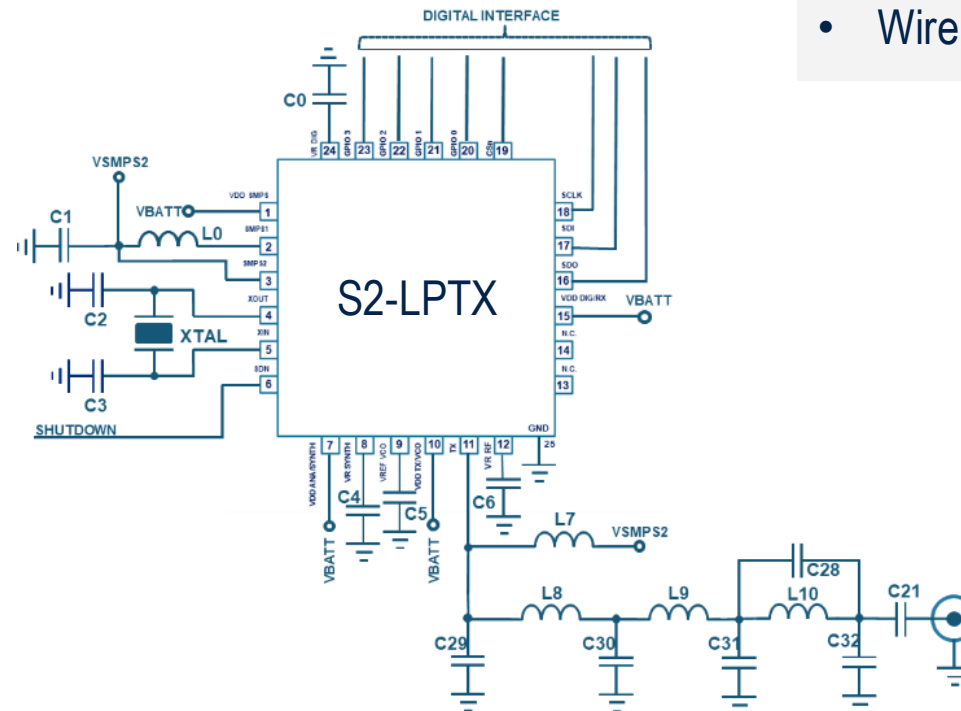 DIGITAL INTERFACE
• Wire
C0
VR DIG
GPIO 3
GPIO 2
GPIO 1
GPIO 0
CSn
24
23
22
21
20
19
VSMPS2
VDD SMPS
VBATT
1
C1
L0
SMPS1
2
SMPS2
3
XOUT
4
C2
XTAL
XIN
5
SDN
6
C3
SHUTDOWN
S2-LPTX
SCLK
18
SDI
17
SDO
16
VDD DIG/RX
VBATT
15
N.C.
14
N.C.
13
GND
25
7
8
9
10
11
12
VDD ANA/SYNTH
VR SYNTH
VREF VCO
VDD TX/VCO
TX
VR RF
C4
C5
C6
VBATT
VBATT
L7
VSMPS2
C28
L8
L9
L10
C21
C29
C30
C31
C32